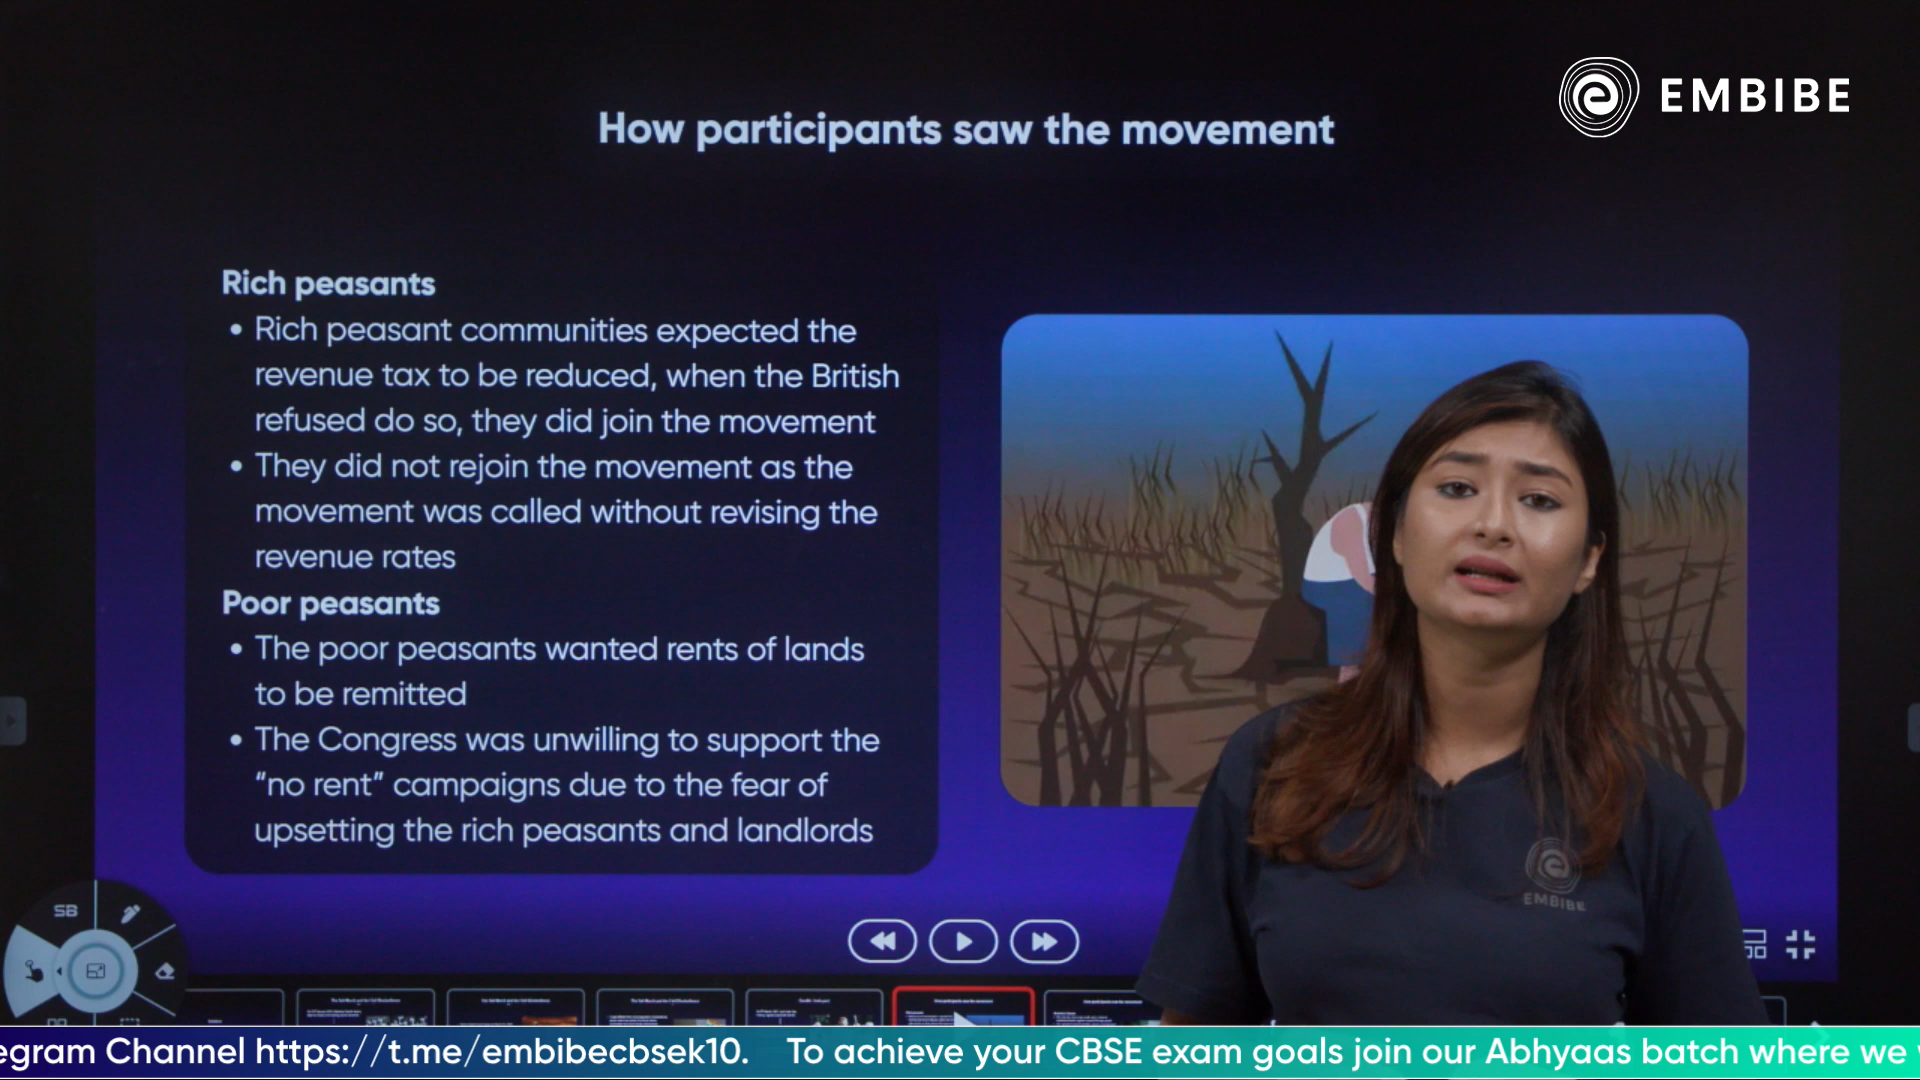 EMBIBE
How participants saw the movement
Rich peasants
• Rich peasant communities expected the
revenue tax to be reduced, when the British
refused do so, they did join the movement
• They did not rejoin the movement as the
movement was called without revising the
revenue rates
Poor peasants
• The poor peasants wanted rents of lands
to be remitted
• The Congress was unwilling to support the
“no rent” campaigns due to the fear of
upsetting the rich peasants and landlords
EMBIBE
SB
egram Channel https://t.me/embibecbsek10. To achieve your CBSE exam goals join our Abhyaas batch where we